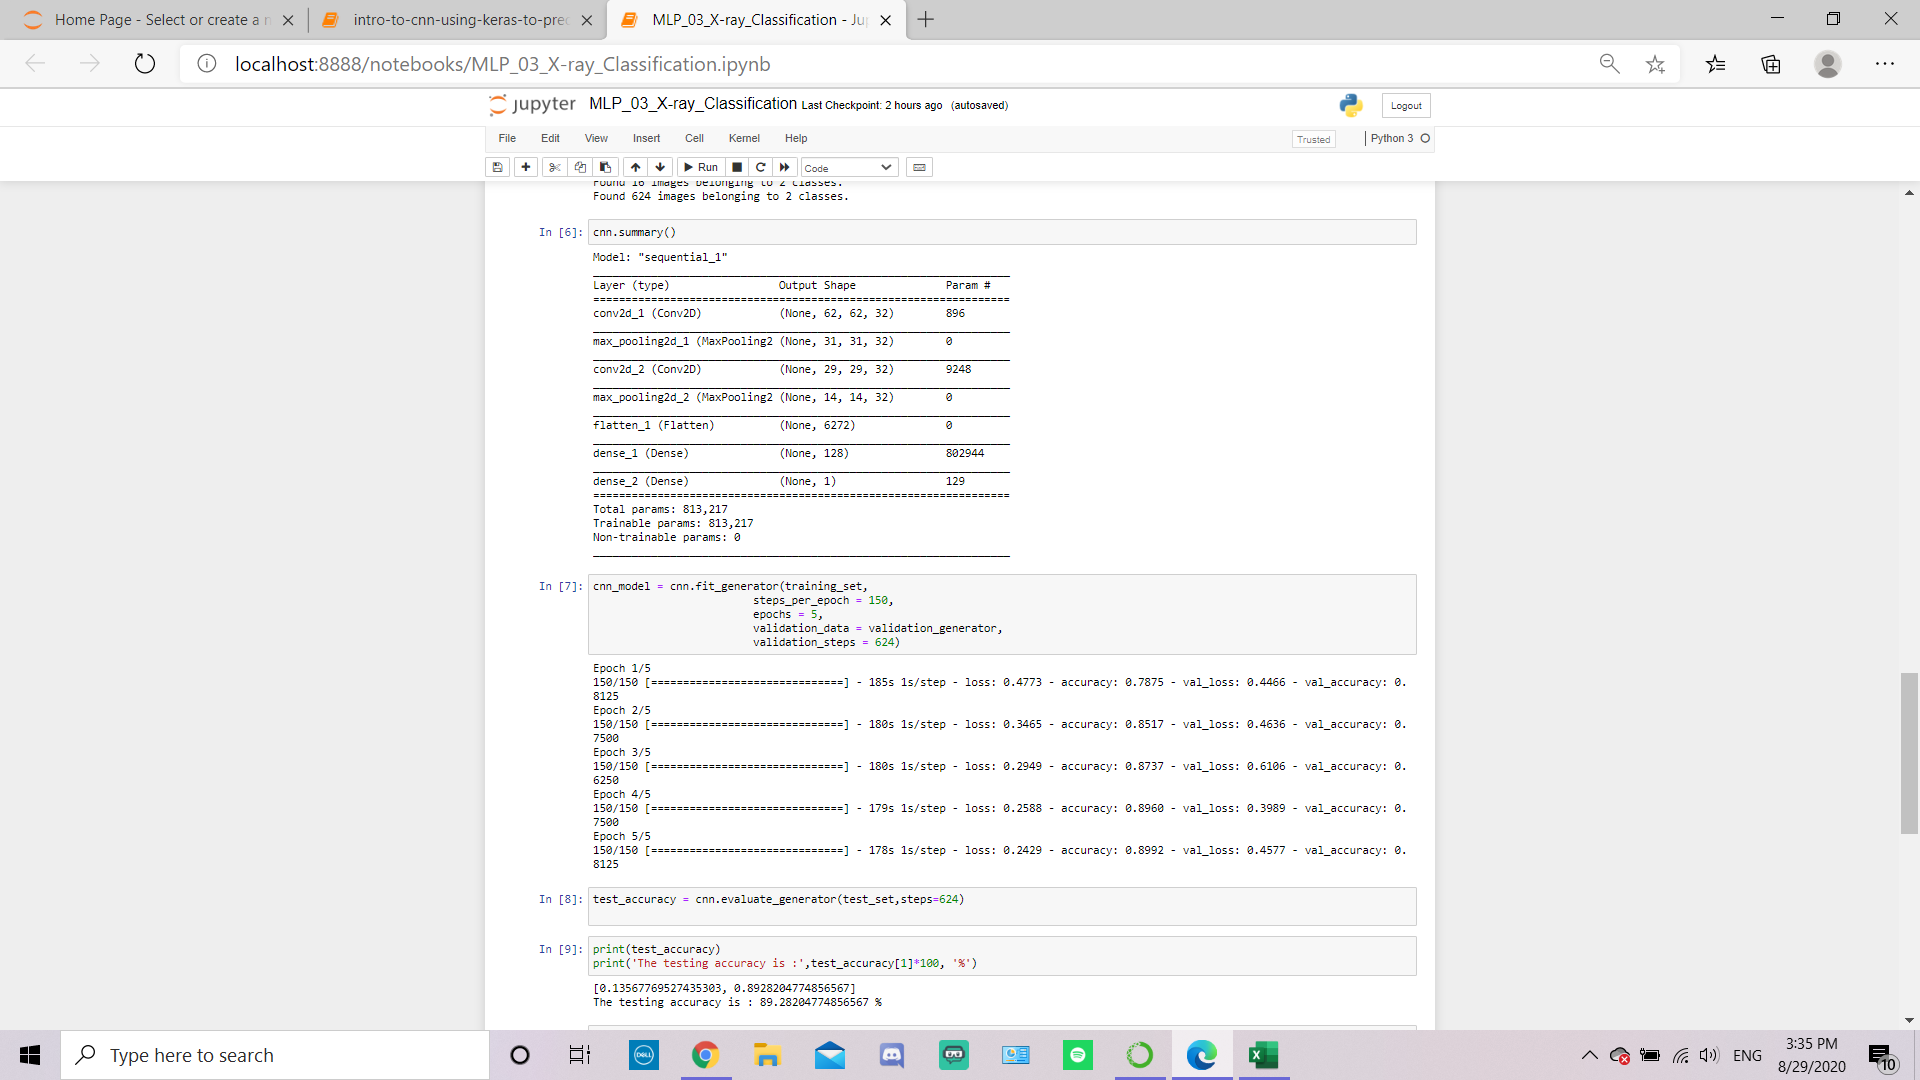 Home Page - Select or create a n
intro-to-cnn-using-keras-to-pred
MLP_03_X-ray_Classification - Ju
localhost:8888/notebooks/MLP_03_X-ray_Classification.ipynb
jupyter MLP_03_X-ray_Classification Last Checkpoint: 2 hours ago (autosaved)
Logout
File Edit View Insert Cell Kernel Help
Trusted
Python 3
Run
Code
Found 16 images belonging to 2 classes.
Found 624 images belonging to 2 classes.
In [6]: cnn.summary()
Model: "sequential_1"
Layer (type) Output Shape Param #
=================================================================
conv2d_1 (Conv2D) (None, 62, 62, 32) 896
max_pooling2d_1 (MaxPooling2 (None, 31, 31, 32) 0
conv2d_2 (Conv2D) (None, 29, 29, 32) 9248
max_pooling2d_2 (MaxPooling2 (None, 14, 14, 32) 0
flatten_1 (Flatten) (None, 6272) 0
dense_1 (Dense) (None, 128) 802944
dense_2 (Dense) (None, 1) 129
=================================================================
Total params: 813,217
Trainable params: 813,217
Non-trainable params: 0
In [7]: cnn_model = cnn.fit_generator(training_set,
steps_per_epoch = 150,
epochs = 5,
validation_data = validation_generator,
validation_steps = 624)
Epoch 1/5
150/150 [==============================] - 185s 1s/step - loss: 0.4773 - accuracy: 0.7875 - val_loss: 0.4466 - val_accuracy: 0.
8125
Epoch 2/5
150/150 [==============================] - 180s 1s/step - loss: 0.3465 - accuracy: 0.8517 - val_loss: 0.4636 - val_accuracy: 0.
7500
Epoch 3/5
150/150 [==============================] - 180s 1s/step - loss: 0.2949 - accuracy: 0.8737 - val_loss: 0.6106 - val_accuracy: 0.
6250
Epoch 4/5
150/150 [==============================] - 179s 1s/step - loss: 0.2588 - accuracy: 0.8960 - val_loss: 0.3989 - val_accuracy: 0.
7500
Epoch 5/5
150/150 [==============================] - 178s 1s/step - loss: 0.2429 - accuracy: 0.8992 - val_loss: 0.4577 - val_accuracy: 0.
8125
In [8]: test_accuracy = cnn.evaluate_generator(test_set,steps=624)
In [9]: print(test_accuracy)
print('The testing accuracy is :',test_accuracy[1]*100, '%')
[0.13567769527435303, 0.8928204774856567]
The testing accuracy is : 89.28204774856567 %
Type here to search
DELL
ENG
3:35 PM
8/29/2020
10